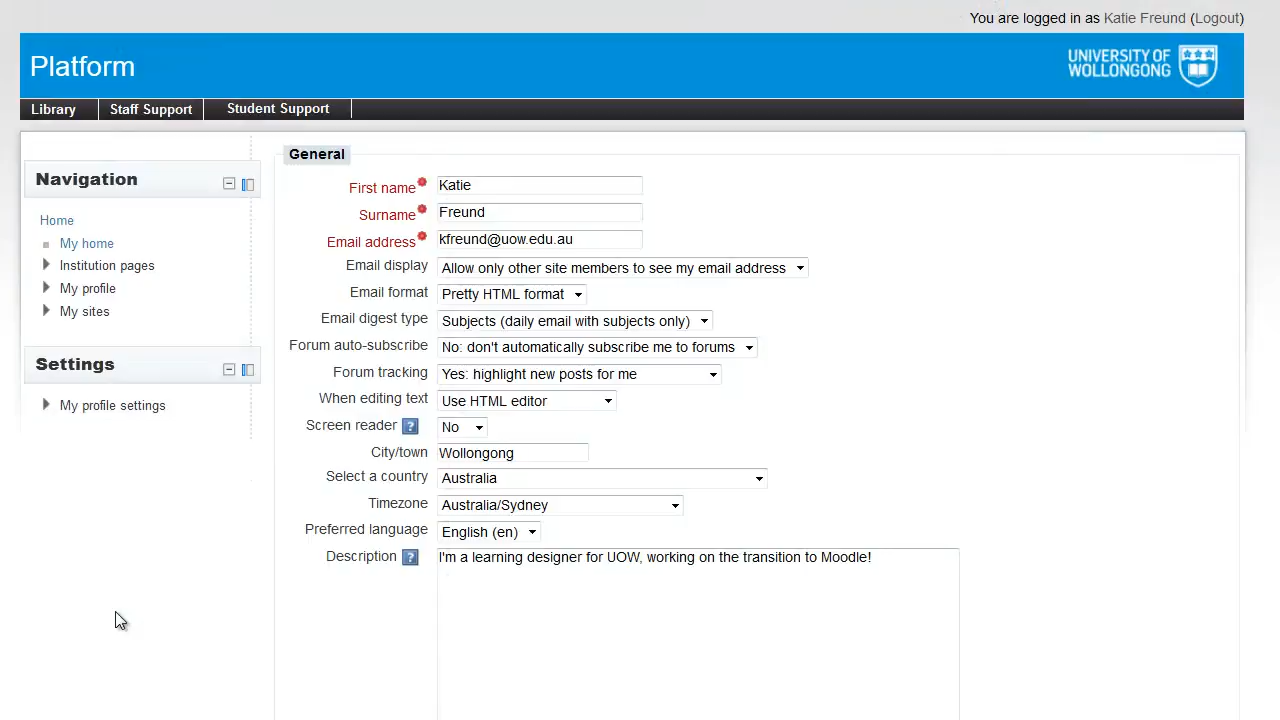 You are logged in as Katie Freund (Logout)
Platform
UNIVERSITY OF
WOLLONGONG
Library
Staff Support
Student Support
Navigation
Home
My home
Institution pages
My profile
My sites
Settings
My profile settings
General
First name Katie
Surname Freund
Email address kfreund@uow.edu.au
Email display Allow only other site members to see my email address
Email format Pretty HTML format
Email digest type Subjects (daily email with subjects only)
Forum auto-subscribe No: don't automatically subscribe me to forums
Forum tracking Yes: highlight new posts for me
When editing text Use HTML editor
Screen reader ? No
City/town Wollongong
Select a country Australia
Timezone Australia/Sydney
Preferred language English (en)
Description ? I'm a learning designer for UOW, working on the transition to Moodle!